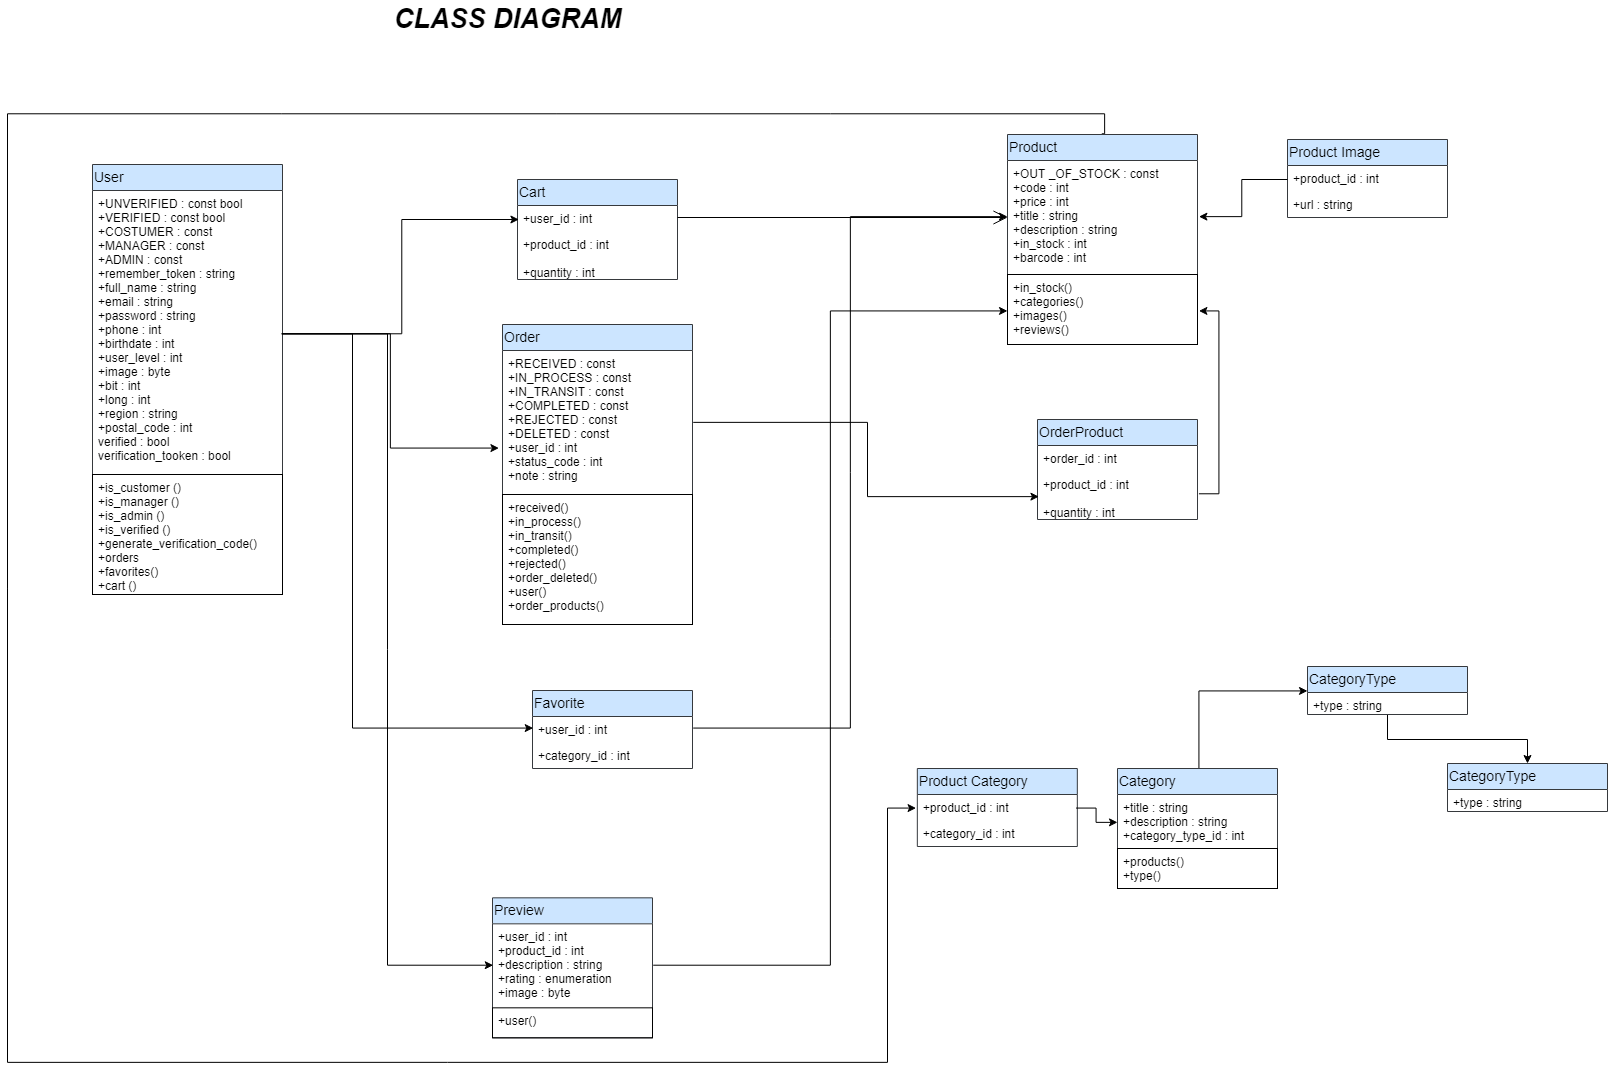 CLASS DIAGRAM
User
+UNVERIFIED : const bool
+VERIFIED : const bool
+COSTUMER : const
+MANAGER : const
+ADMIN : const
+remember_token : string
+full_name : string
+email : string
+password : string
+phone : int
+birthdate : int
+user_level : int
+image : byte
+bit : int
+long : int
+region : string
+postal_code : int
verified : bool
verification_tooken : bool
+is_customer ()
+is_manager ()
+is_admin ()
+is_verified ()
+generate_verification_code()
+orders
+favorites()
+cart ()
Cart
+user_id : int
+product_id : int
+quantity : int
Order
+RECEIVED : const
+IN_PROCESS : const
+IN_TRANSIT : const
+COMPLETED : const
+REJECTED : const
+DELETED : const
+user_id : int
+status_code : int
+note : string
+received()
+in_process()
+in_transit()
+completed()
+rejected()
+order_deleted()
+user()
+order_products()
Favorite
+user_id : int
+category_id : int
Preview
+user_id : int
+product_id : int
+description : string
+rating : enumeration
+image : byte
+user()
Product
+OUT _OF_STOCK : const
+code : int
+price : int
+title : string
+description : string
+in_stock : int
+barcode : int
+in_stock()
+categories()
+images()
+reviews()
Product Image
+product_id : int
+url : string
OrderProduct
+order_id : int
+product_id : int
+quantity : int
Product Category
+product_id : int
+category_id : int
Category
+title : string
+description : string
+category_type_id : int
+products()
+type()
CategoryType
+type : string
CategoryType
+type : string